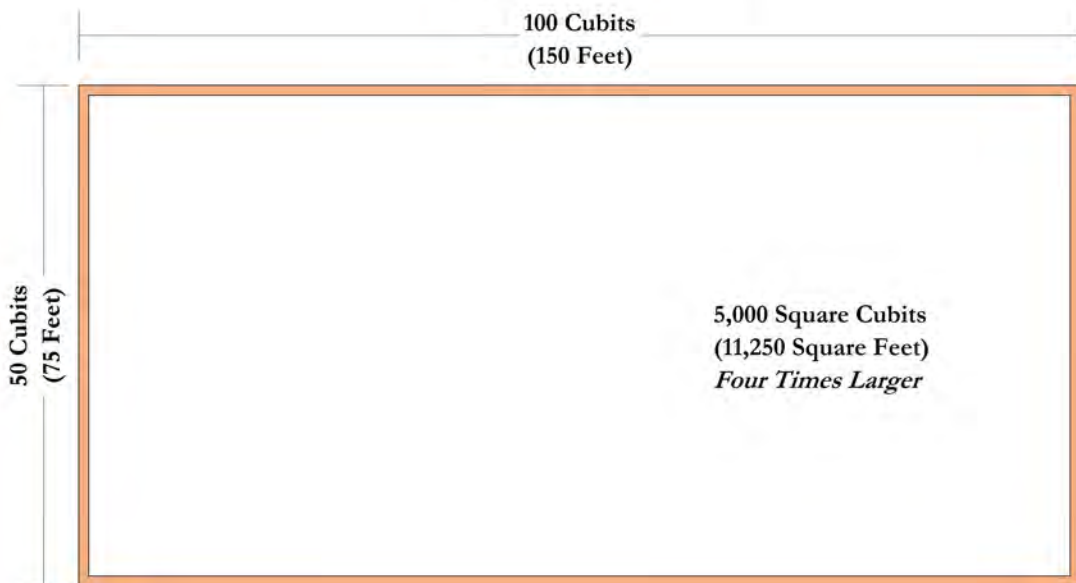 100 Cubits
(150 Feet)
50 Cubits
(75 Feet)
5,000 Square Cubits
(11,250 Square Feet)
Four Times Larger